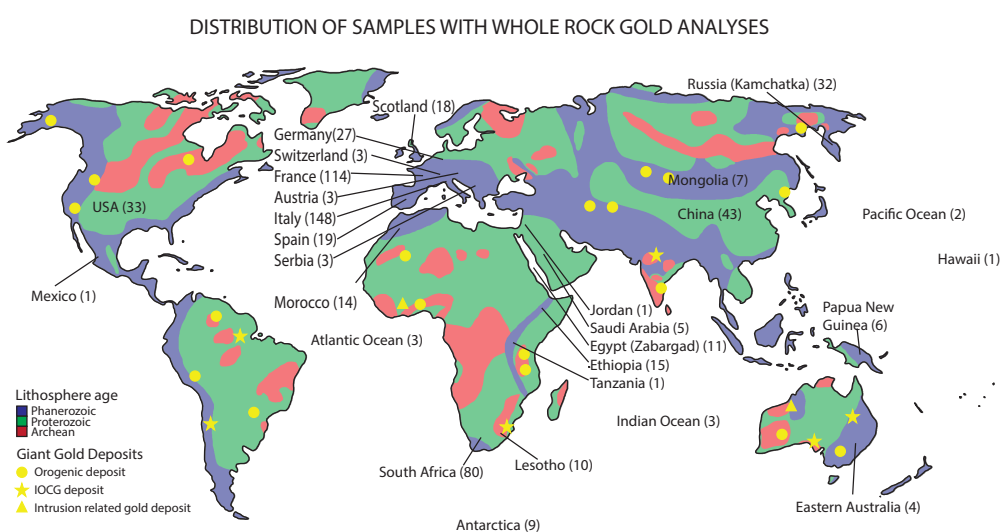 DISTRIBUTION OF SAMPLES WITH WHOLE ROCK GOLD ANALYSES
Russia (Kamchatka) (32)
Scotland (18)
Germany(27)
Switzerland (3)
France (114)
Austria (3)
Italy (148)
Spain (19)
Serbia (3)
Morocco (14)
USA (33)
Mexico (1)
Mongolia (7)
China (43)
Pacific Ocean (2)
Hawaii (1)
Papua New
Guinea (6)
Jordan (1)
Saudi Arabia (5)
Egypt (Zabargad) (11)
Ethiopia (15)
Tanzania (1)
Atlantic Ocean (3)
Indian Ocean (3)
South Africa (80)
Lesotho (10)
Eastern Australia (4)
Antarctica (9)
Lithosphere age
Phanerozoic
Proterozoic
Archean
Giant Gold Deposits
Orogenic deposit
IOCG deposit
Intrusion related gold deposit